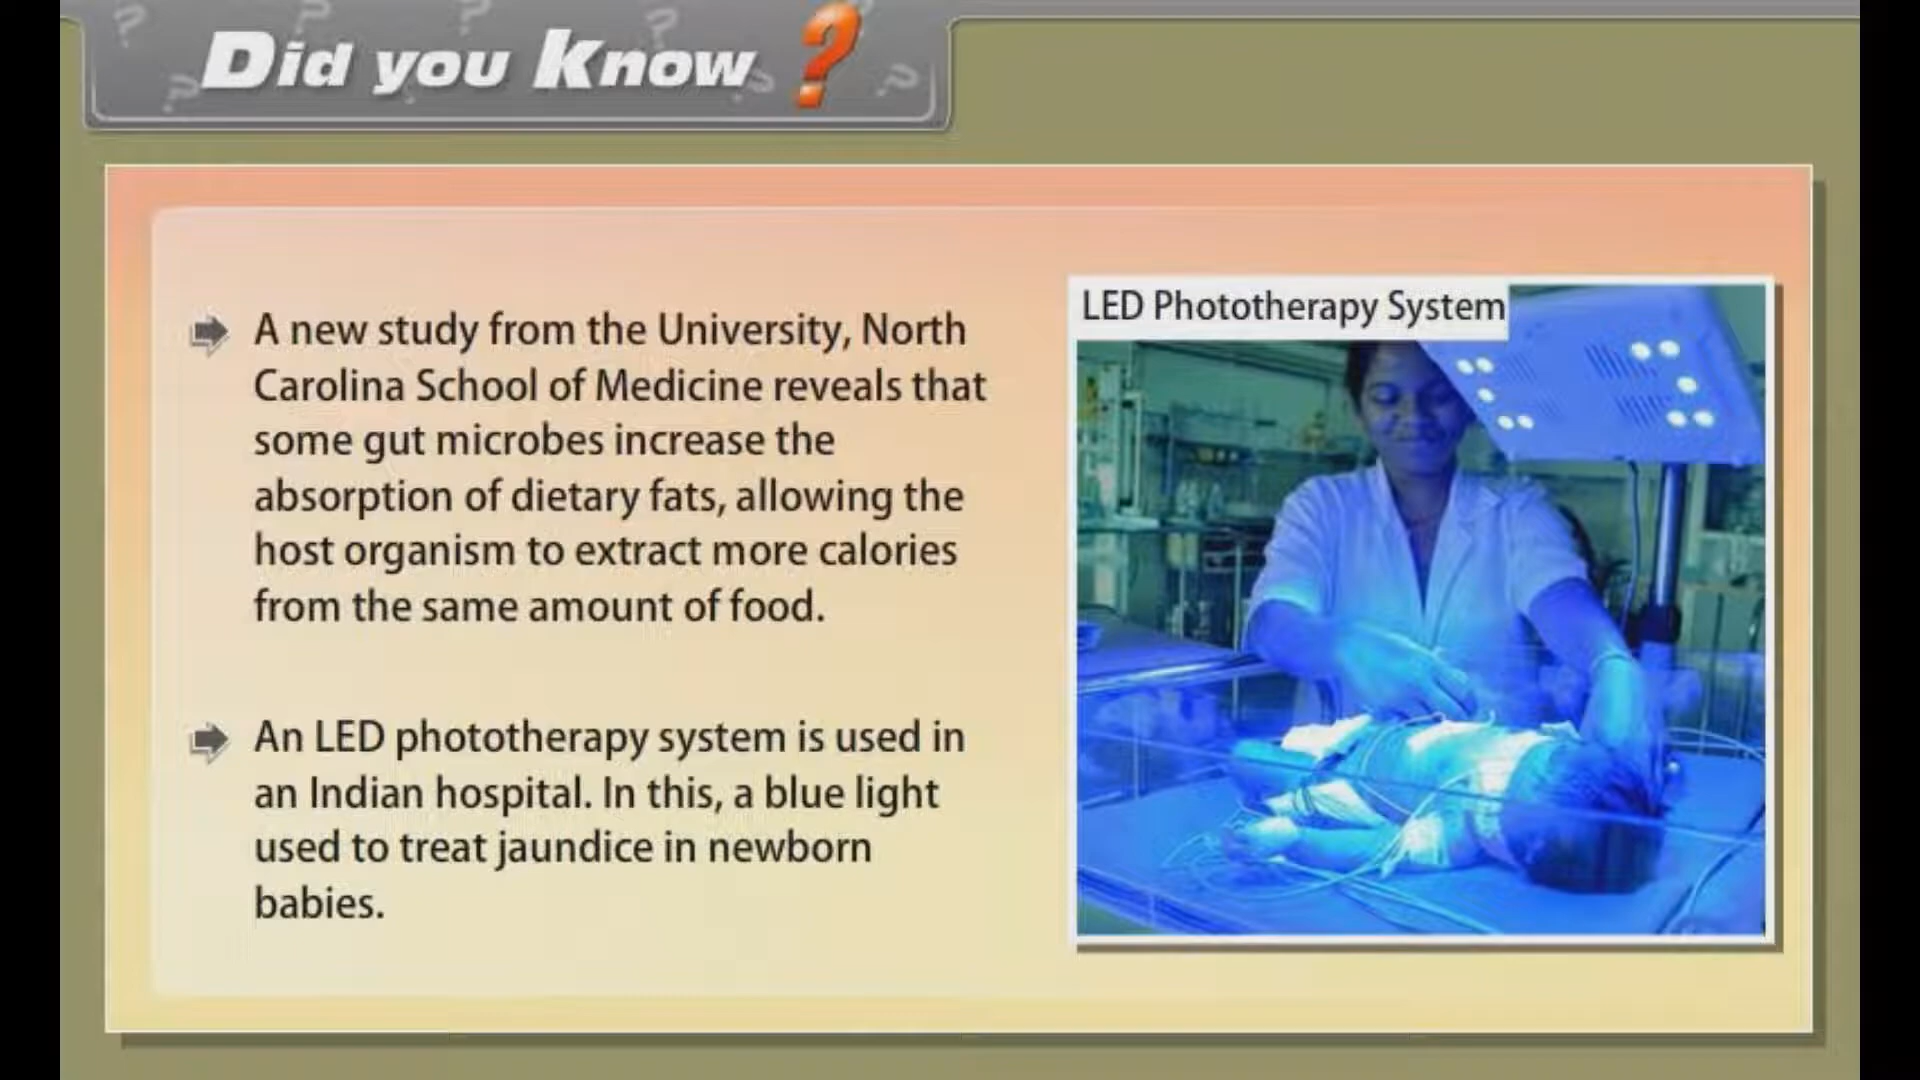 Did you Know ?
LED Phototherapy System
A new study from the University, North
Carolina School of Medicine reveals that
some gut microbes increase the
absorption of dietary fats, allowing the
host organism to extract more calories
from the same amount of food.
An LED phototherapy system is used in
an Indian hospital. In this, a blue light
used to treat jaundice in newborn
babies.